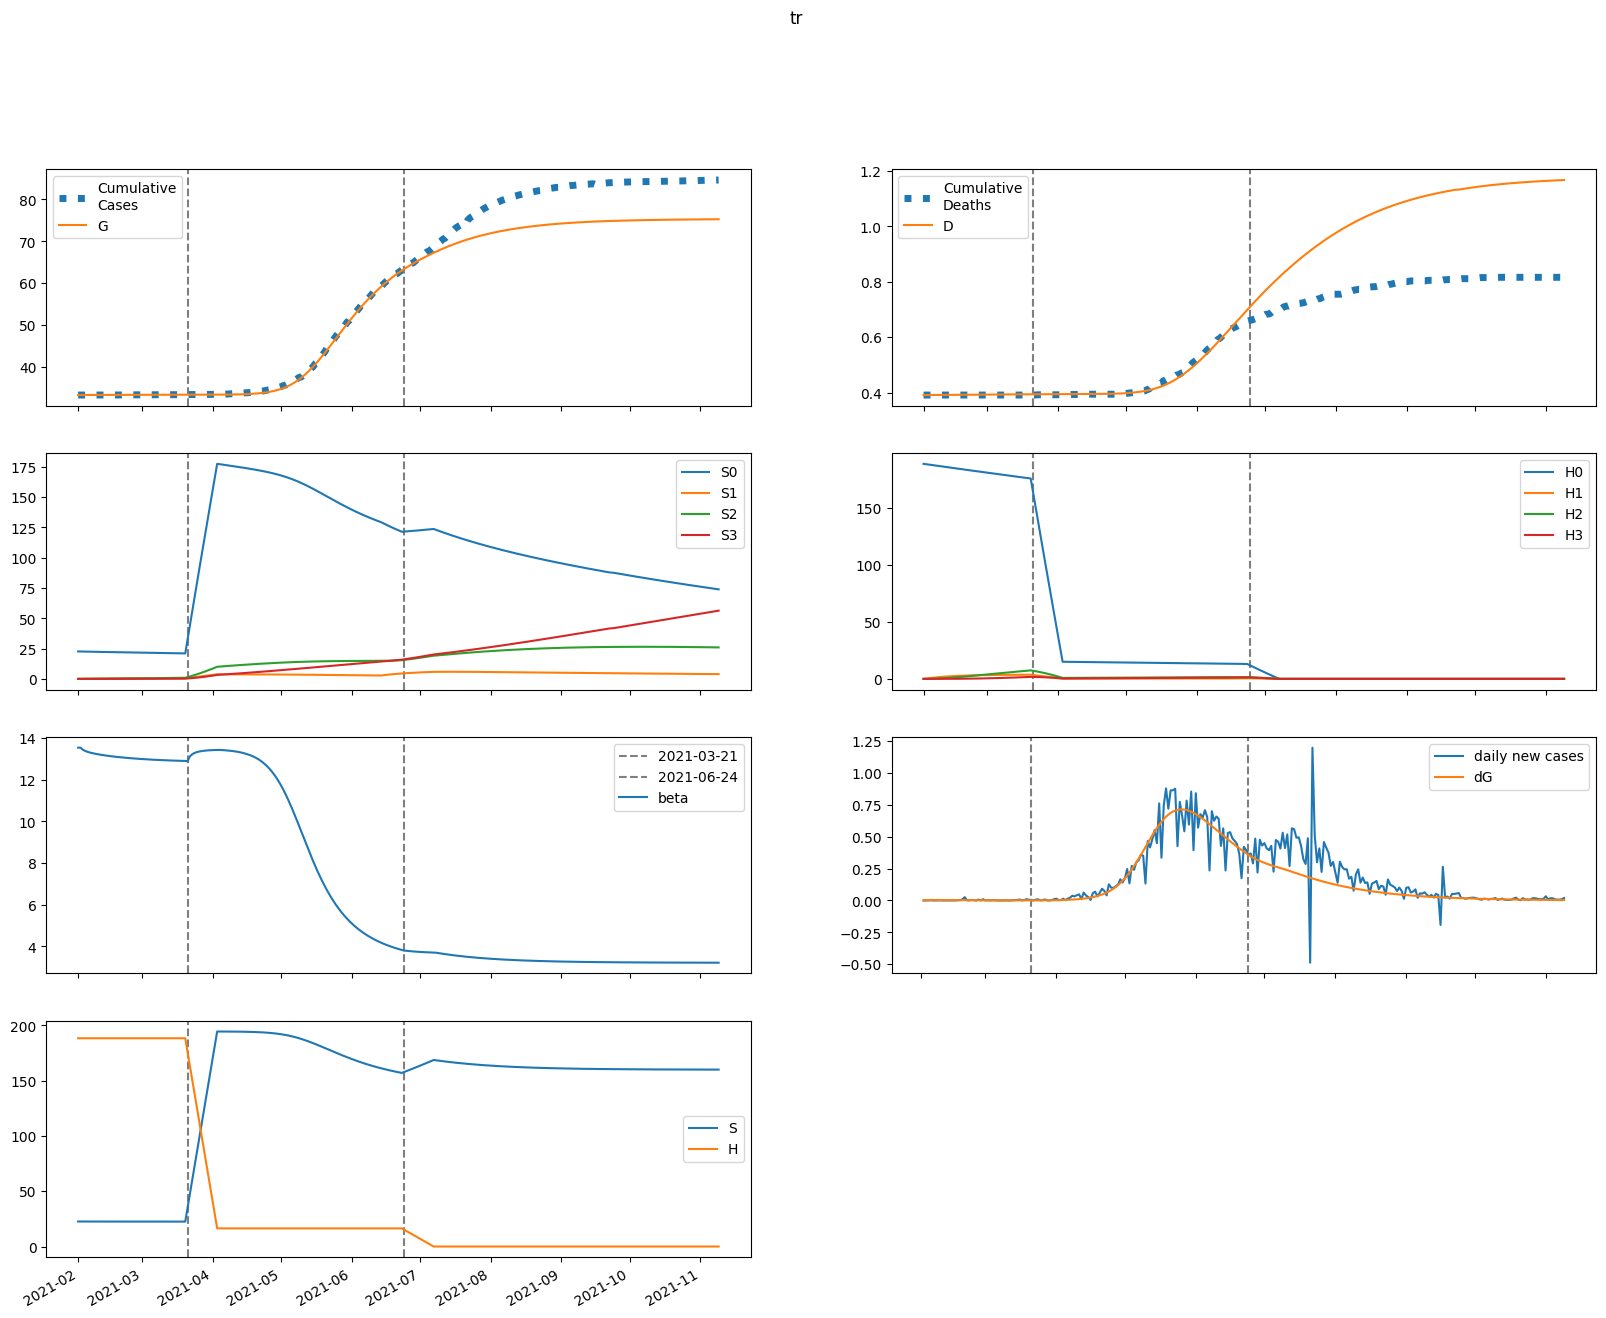 tr
Cumulative
Cases
G
80
70
60
50
40
Cumulative
Deaths
D
1.2
1.0
0.8
0.6
0.4
S0
S1
S2
S3
175
150
125
100
75
50
25
0
H0
H1
H2
H3
150
100
50
0
2021-03-21
2021-06-24
beta
14
12
10
8
6
4
daily new cases
dG
1.25
1.00
0.75
0.50
0.25
0.00
−0.25
−0.50
S
H
200
150
100
50
0
2021-02
2021-03
2021-04
2021-05
2021-06
2021-07
2021-08
2021-09
2021-10
2021-11